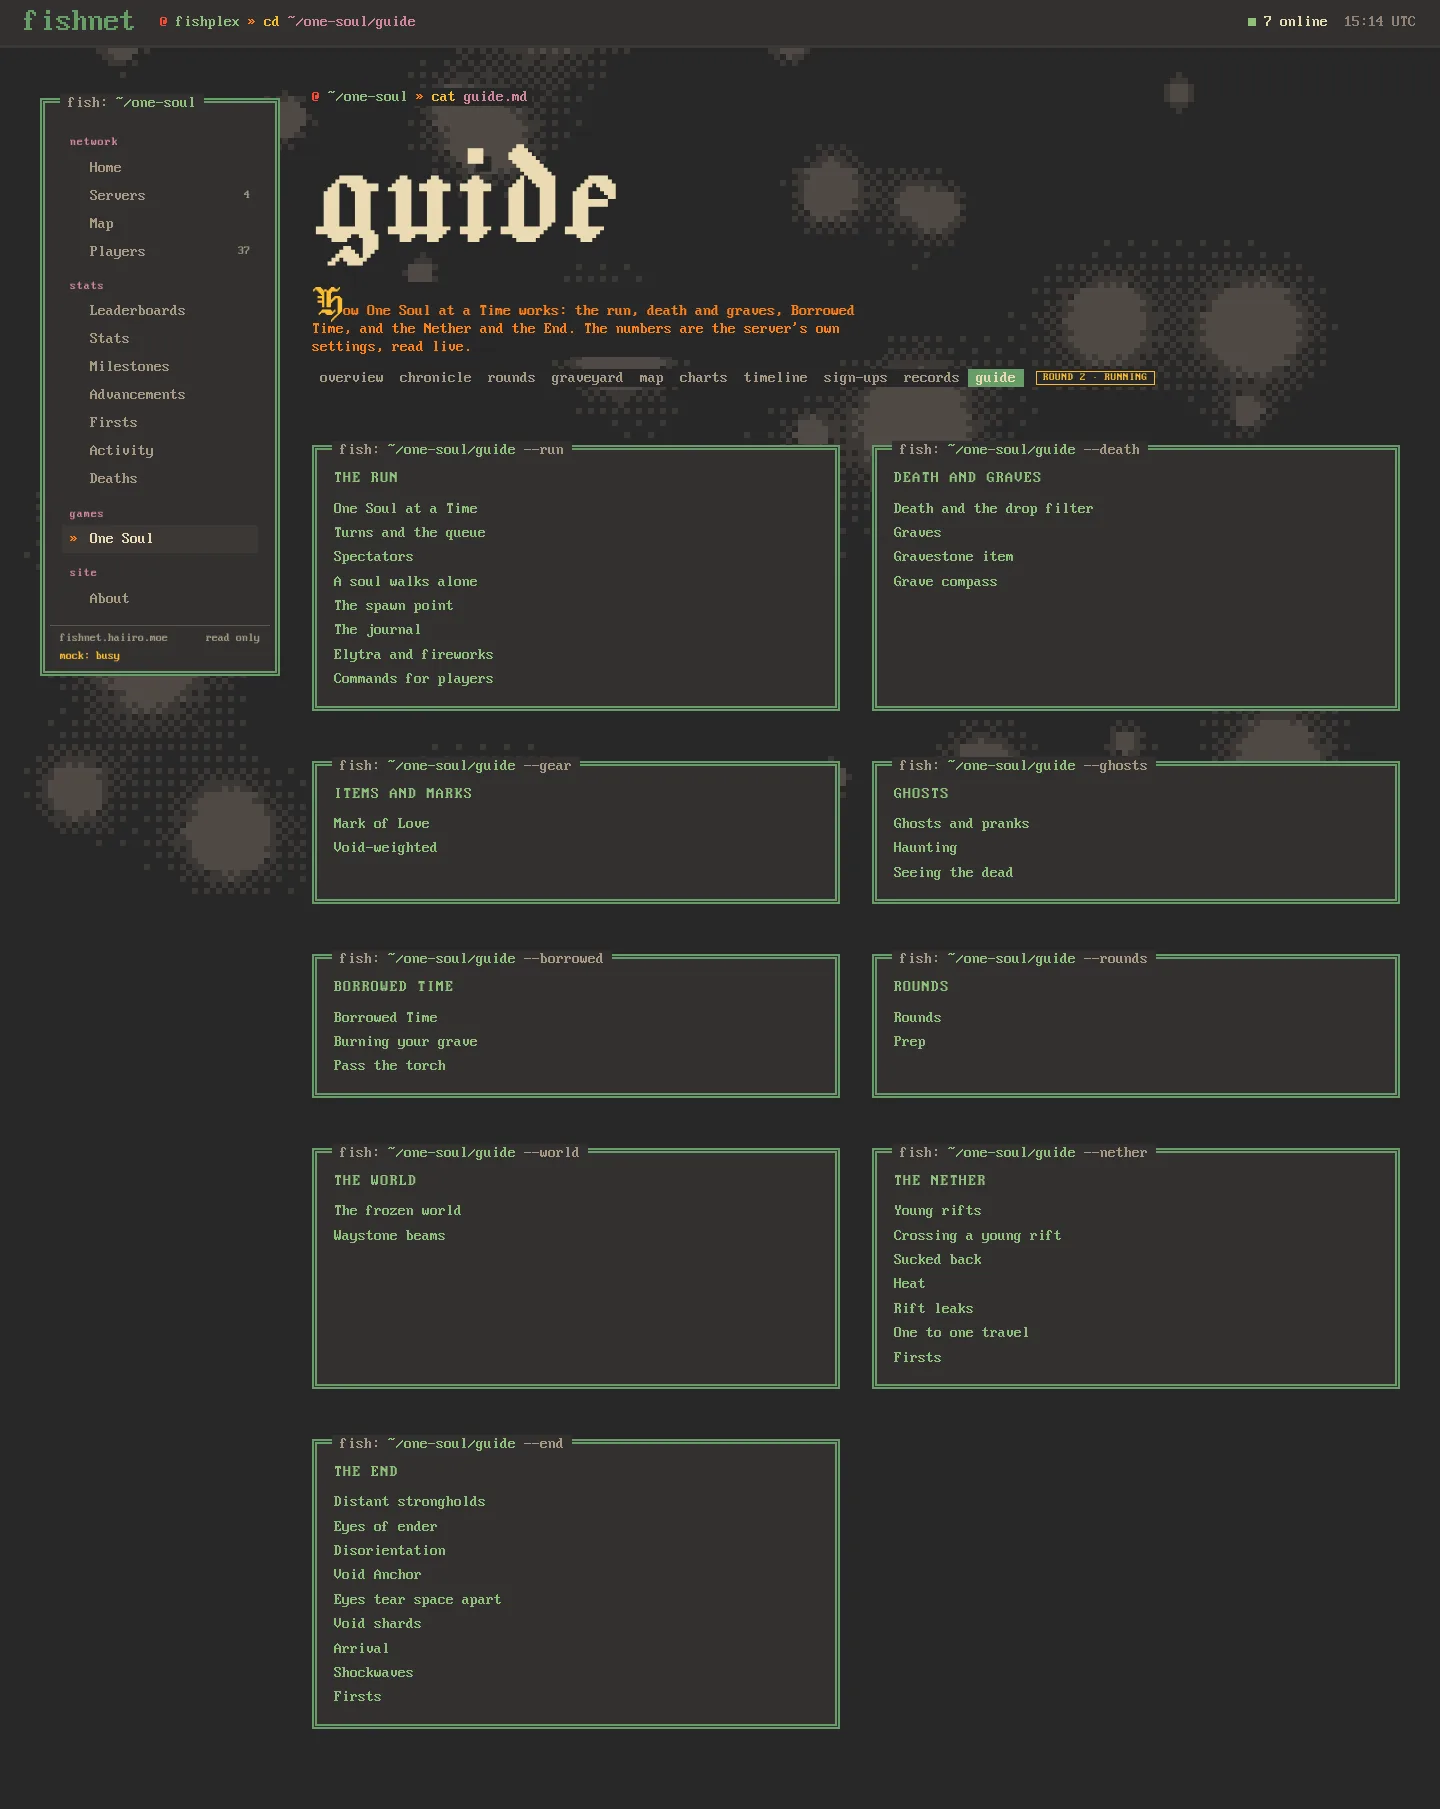 fishnet @ fishplex » cd ~/one-soul/guide
7 online 15:14 UTC
fish: ~/one-soul
network
Home
Servers 4
Map
Players 37
stats
Leaderboards
Stats
Milestones
Advancements
Firsts
Activity
Deaths
games
» One Soul
site
About
fishnet.haiiro.moe read only
mock: busy
@ ~/one-soul » cat guide.md
guide
How One Soul at a Time works: the run, death and graves, Borrowed
Time, and the Nether and the End. The numbers are the server's own
settings, read live.
overview chronicle rounds graveyard map charts timeline sign-ups records guide ROUND 2 · RUNNING
fish: ~/one-soul/guide --run
THE RUN
One Soul at a Time
Turns and the queue
Spectators
A soul walks alone
The spawn point
The journal
Elytra and fireworks
Commands for players
fish: ~/one-soul/guide --death
DEATH AND GRAVES
Death and the drop filter
Graves
Gravestone item
Grave compass
fish: ~/one-soul/guide --gear
ITEMS AND MARKS
Mark of Love
Void-weighted
fish: ~/one-soul/guide --ghosts
GHOSTS
Ghosts and pranks
Haunting
Seeing the dead
fish: ~/one-soul/guide --borrowed
BORROWED TIME
Borrowed Time
Burning your grave
Pass the torch
fish: ~/one-soul/guide --rounds
ROUNDS
Rounds
Prep
fish: ~/one-soul/guide --world
THE WORLD
The frozen world
Waystone beams
fish: ~/one-soul/guide --nether
THE NETHER
Young rifts
Crossing a young rift
Sucked back
Heat
Rift leaks
One to one travel
Firsts
fish: ~/one-soul/guide --end
THE END
Distant strongholds
Eyes of ender
Disorientation
Void Anchor
Eyes tear space apart
Void shards
Arrival
Shockwaves
Firsts